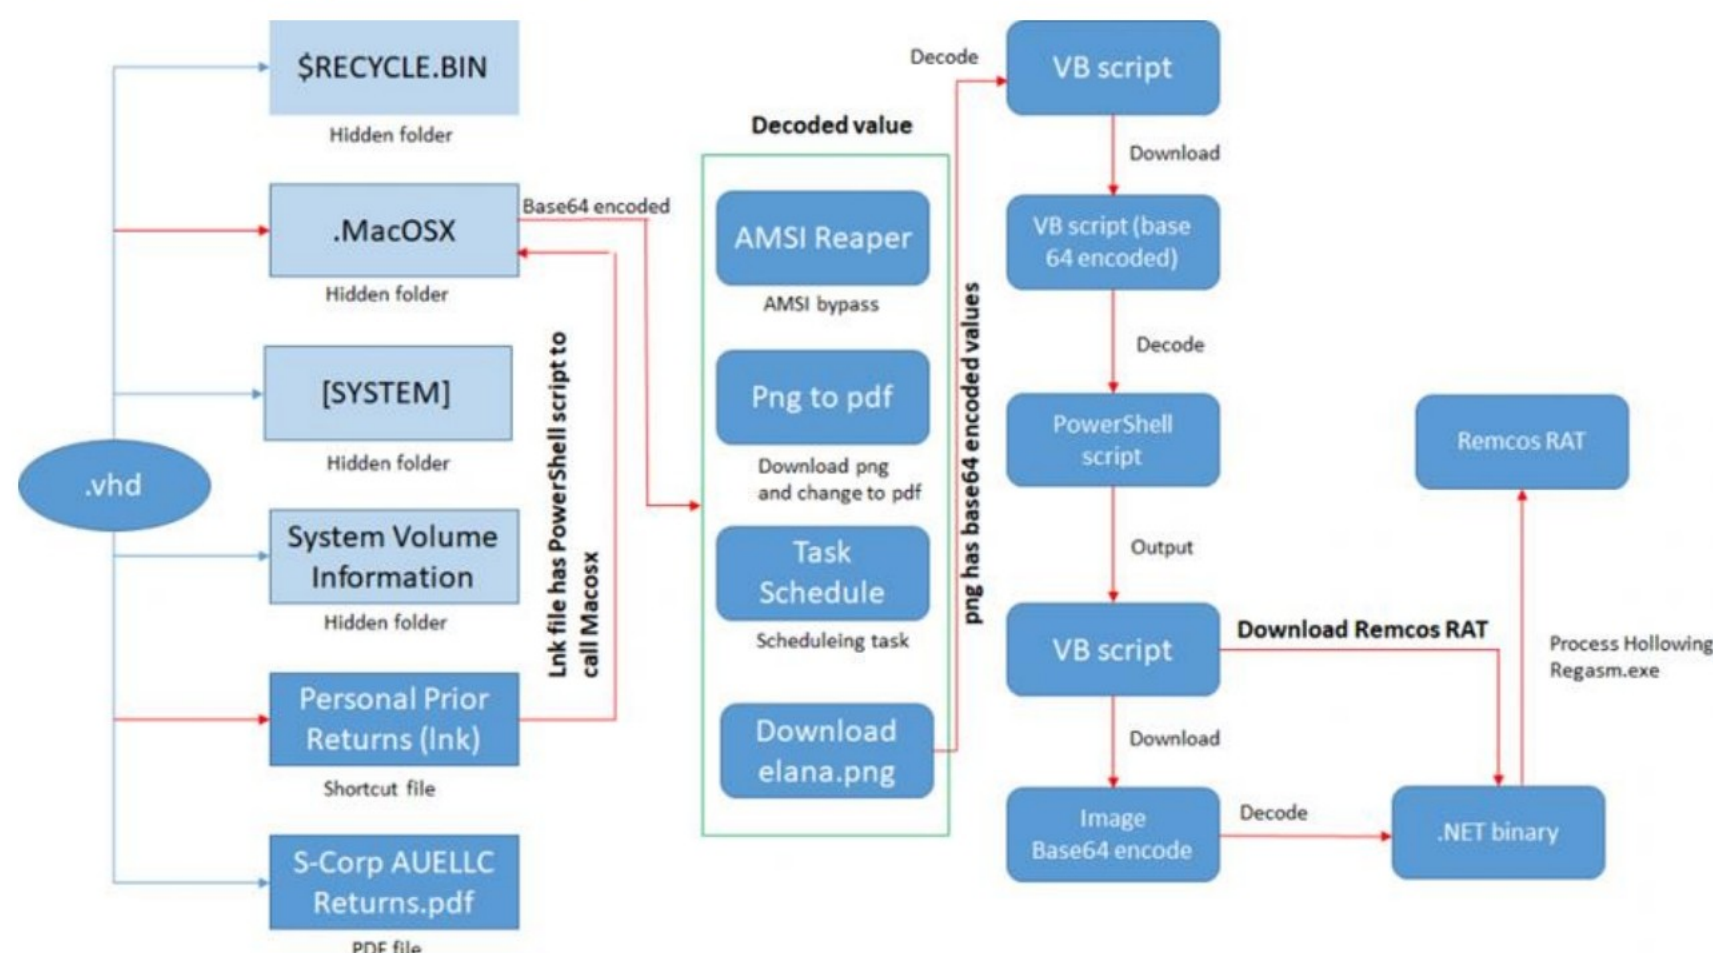 $RECYCLE.BIN
Hidden folder
.MacOSX
Hidden folder
[SYSTEM]
Hidden folder
.vhd
System Volume
Information
Hidden folder
Personal Prior
Returns (lnk)
Shortcut file
S-Corp AUELLC
Returns.pdf
PDF file
Base64 encoded
Lnk file has PowerShell script to
call Macosx
Decoded value
AMSI Reaper
AMSI bypass
Png to pdf
Download png
and change to pdf
Task
Schedule
Scheduleing task
Download
elana.png
png has base64 encoded values
Decode
VB script
Download
VB script (base
64 encoded)
Decode
PowerShell
script
Output
VB script
Download
Image
Base64 encode
Download Remcos RAT
Decode
.NET binary
Process Hollowing
Regasm.exe
Remcos RAT